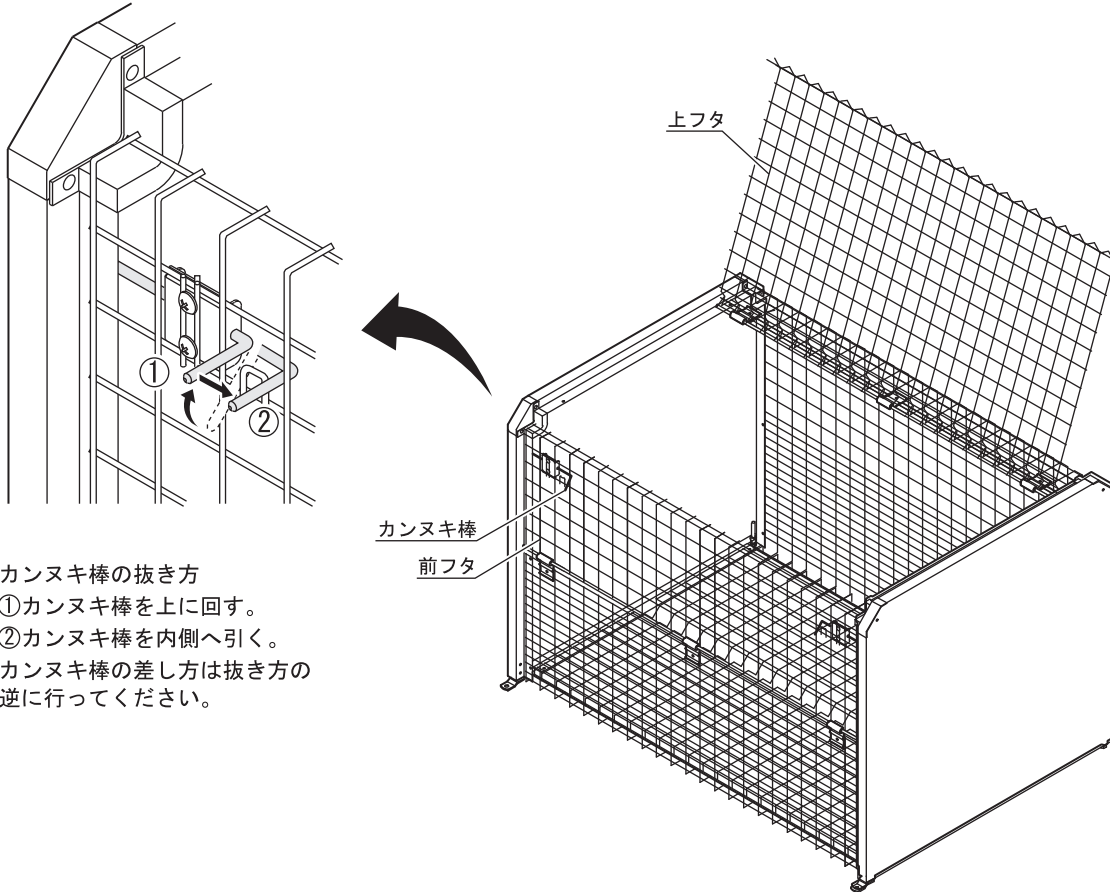 上フタ
①
②
カンヌキ棒
前フタ
カンヌキ棒の抜き方
①カンヌキ棒を上に回す。
②カンヌキ棒を内側へ引く。
カンヌキ棒の差し方は抜き方の
逆に行ってください。